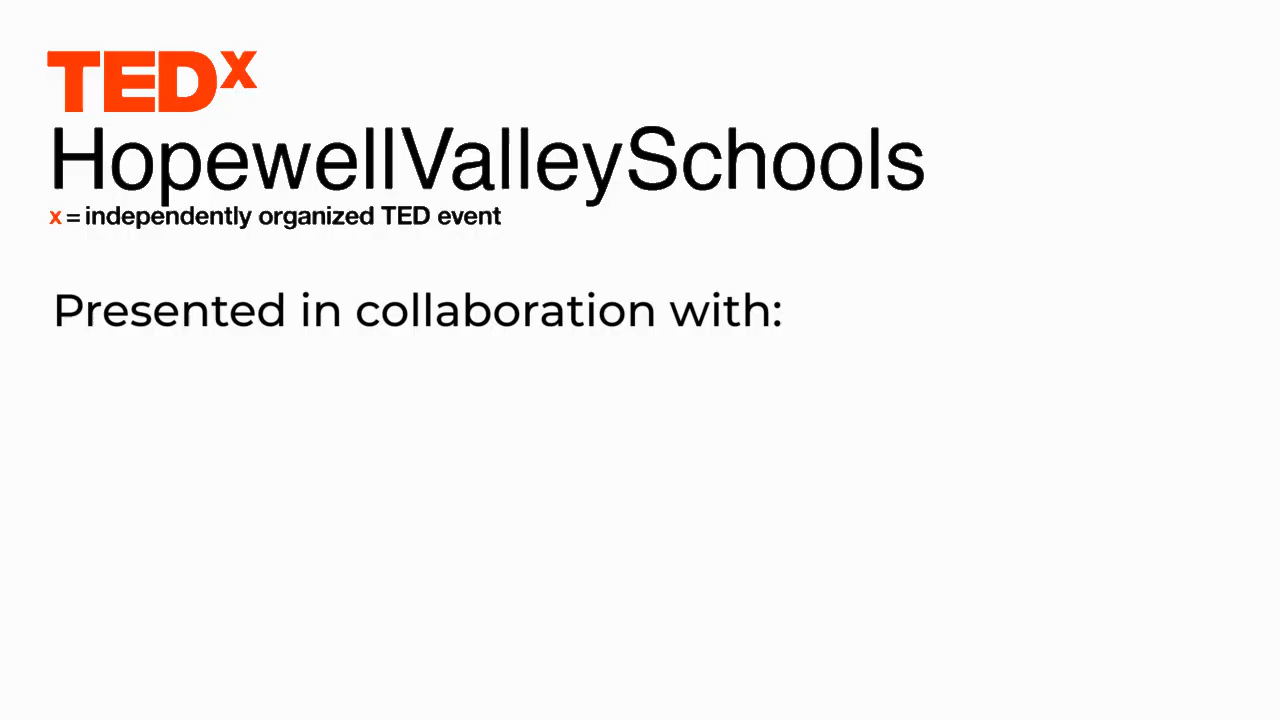 TEDx
HopewellValleySchools
x = independently organized TED event
Presented in collaboration with: